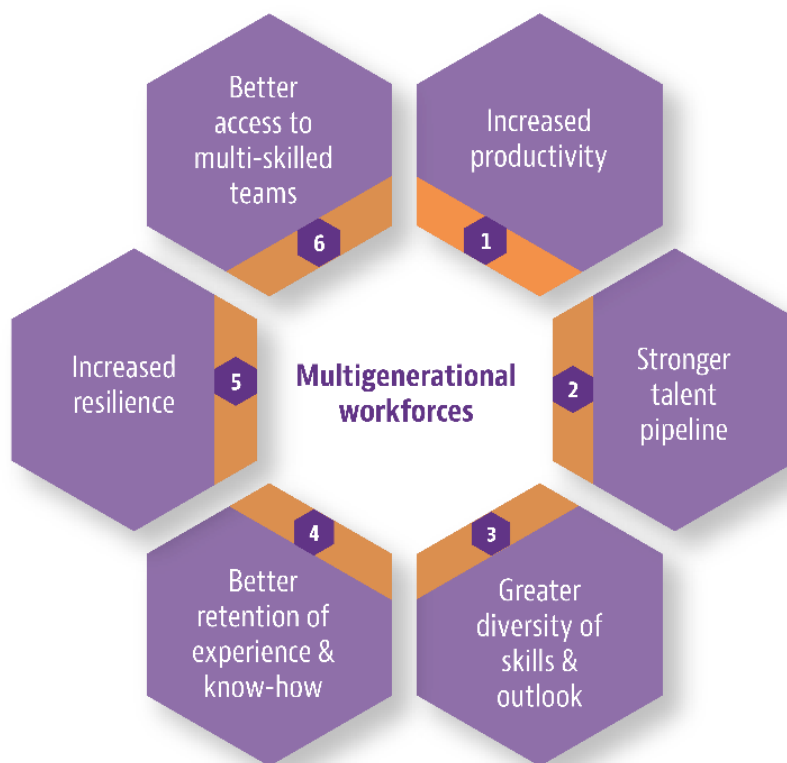 Multigenerational
workforces
1
Increased
productivity
2
Stronger
talent
pipeline
3
Greater
diversity of
skills &
outlook
4
Better
retention of
experience &
know-how
5
Increased
resilience
6
Better
access to
multi-skilled
teams